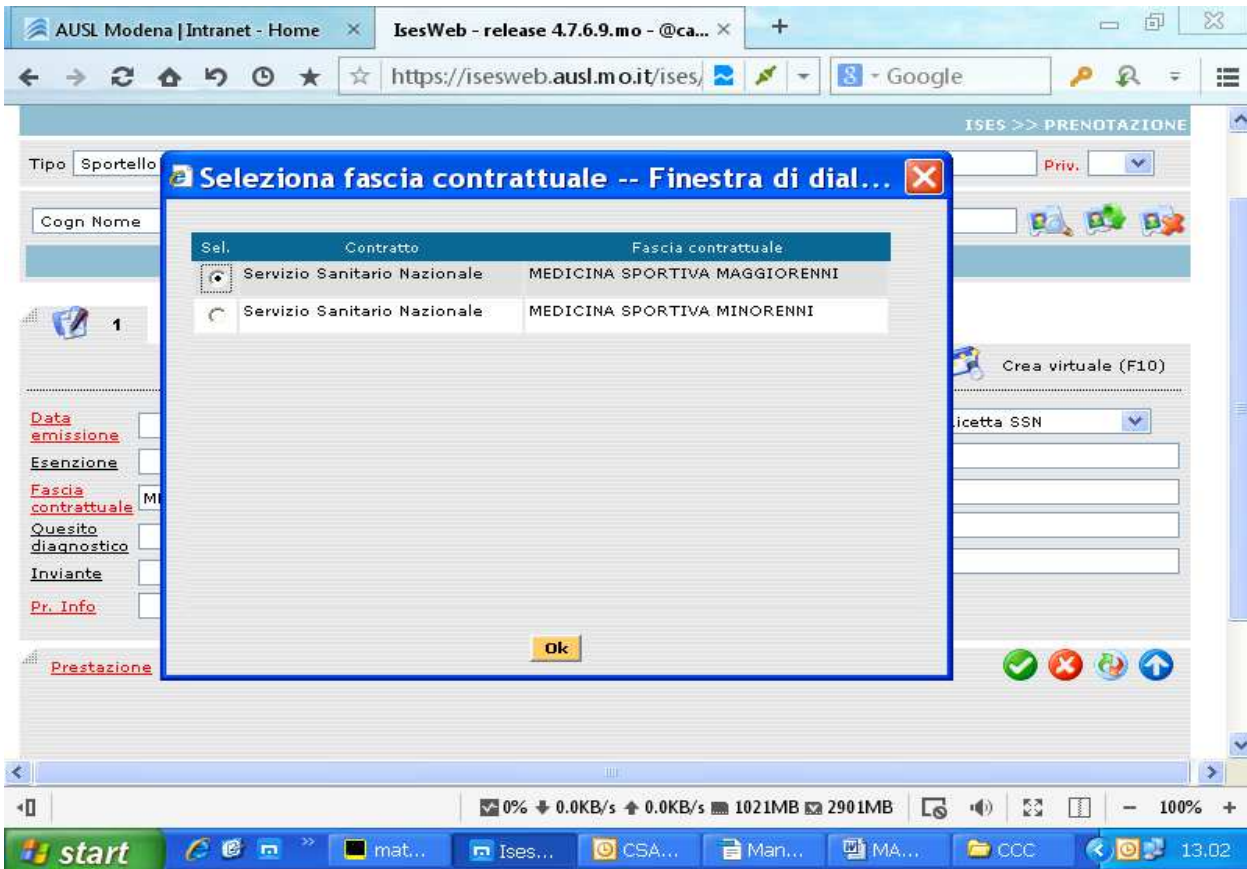 AUSL Modena | Intranet - Home
IsesWeb - release 4.7.6.9.mo - @ca...
https://isesweb.ausl.mo.it/ises/
8 - Google
ISES >> PRENOTAZIONE
Tipo Sportello
Priv.
Seleziona fascia contrattuale -- Finestra di dial...
Cogn Nome
Sel. Contratto Fascia contrattuale
Servizio Sanitario Nazionale MEDICINA SPORTIVA MAGGIORENNI
Servizio Sanitario Nazionale MEDICINA SPORTIVA MINORENNI
1
Crea virtuale (F10)
Data
emissione
icetta SSN
Esenzione
Fascia
contrattuale
Quesito
diagnostico
Inviante
Pr. Info
Ok
Prestazione
0% 0.0KB/s 0.0KB/s 1021MB 2901MB 100%
start mat... Ises... CSA... Man... MA... CCC 13.02